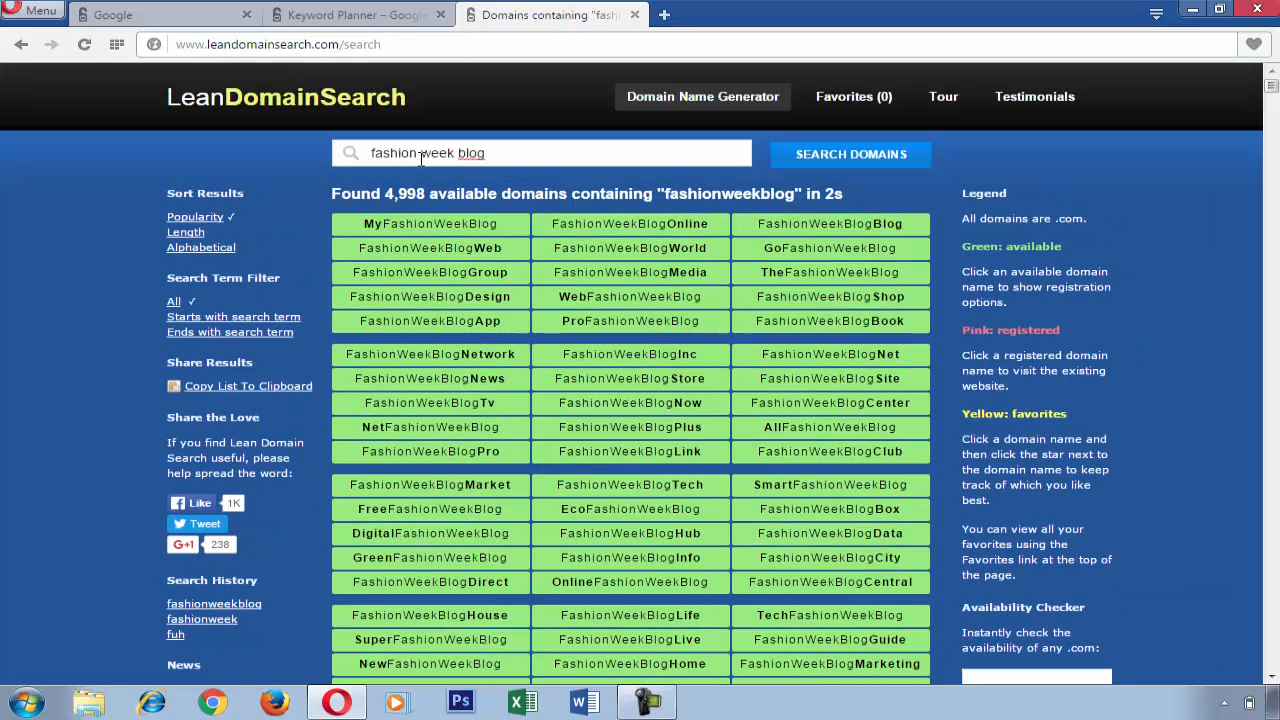 Menu
Google
Keyword Planner – Google
Domains containing "fash
www.leandomainsearch.com/search
LeanDomainSearch
Domain Name Generator
Favorites (0)
Tour
Testimonials
fashion week blog
SEARCH DOMAINS
Sort Results
Popularity ✓
Length
Alphabetical
Search Term Filter
All ✓
Starts with search term
Ends with search term
Share Results
Copy List To Clipboard
Share the Love
If you find Lean Domain
Search useful, please
help spread the word:
Like 1K
Tweet
G+1 238
Search History
fashionweekblog
fashionweek
fuh
News
Found 4,998 available domains containing "fashionweekblog" in 2s
MyFashionWeekBlog FashionWeekBlogOnline FashionWeekBlogBlog
FashionWeekBlogWeb FashionWeekBlogWorld GoFashionWeekBlog
FashionWeekBlogGroup FashionWeekBlogMedia TheFashionWeekBlog
FashionWeekBlogDesign WebFashionWeekBlog FashionWeekBlogShop
FashionWeekBlogApp ProFashionWeekBlog FashionWeekBlogBook
FashionWeekBlogNetwork FashionWeekBlogInc FashionWeekBlogNet
FashionWeekBlogNews FashionWeekBlogStore FashionWeekBlogSite
FashionWeekBlogTv FashionWeekBlogNow FashionWeekBlogCenter
NetFashionWeekBlog FashionWeekBlogPlus AllFashionWeekBlog
FashionWeekBlogPro FashionWeekBlogLink FashionWeekBlogClub
FashionWeekBlogMarket FashionWeekBlogTech SmartFashionWeekBlog
FreeFashionWeekBlog EcoFashionWeekBlog FashionWeekBlogBox
DigitalFashionWeekBlog FashionWeekBlogHub FashionWeekBlogData
GreenFashionWeekBlog FashionWeekBlogInfo FashionWeekBlogCity
FashionWeekBlogDirect OnlineFashionWeekBlog FashionWeekBlogCentral
FashionWeekBlogHouse FashionWeekBlogLife TechFashionWeekBlog
SuperFashionWeekBlog FashionWeekBlogLive FashionWeekBlogGuide
NewFashionWeekBlog FashionWeekBlogHome FashionWeekBlogMarketing
Legend
All domains are .com.
Green: available
Click an available domain
name to show registration
options.
Pink: registered
Click a registered domain
name to visit the existing
website.
Yellow: favorites
Click a domain name and
then click the star next to
the domain name to keep
track of which you like
best.
You can view all your
favorites using the
Favorites link at the top of
the page.
Availability Checker
Instantly check the
availability of any .com:
Ps